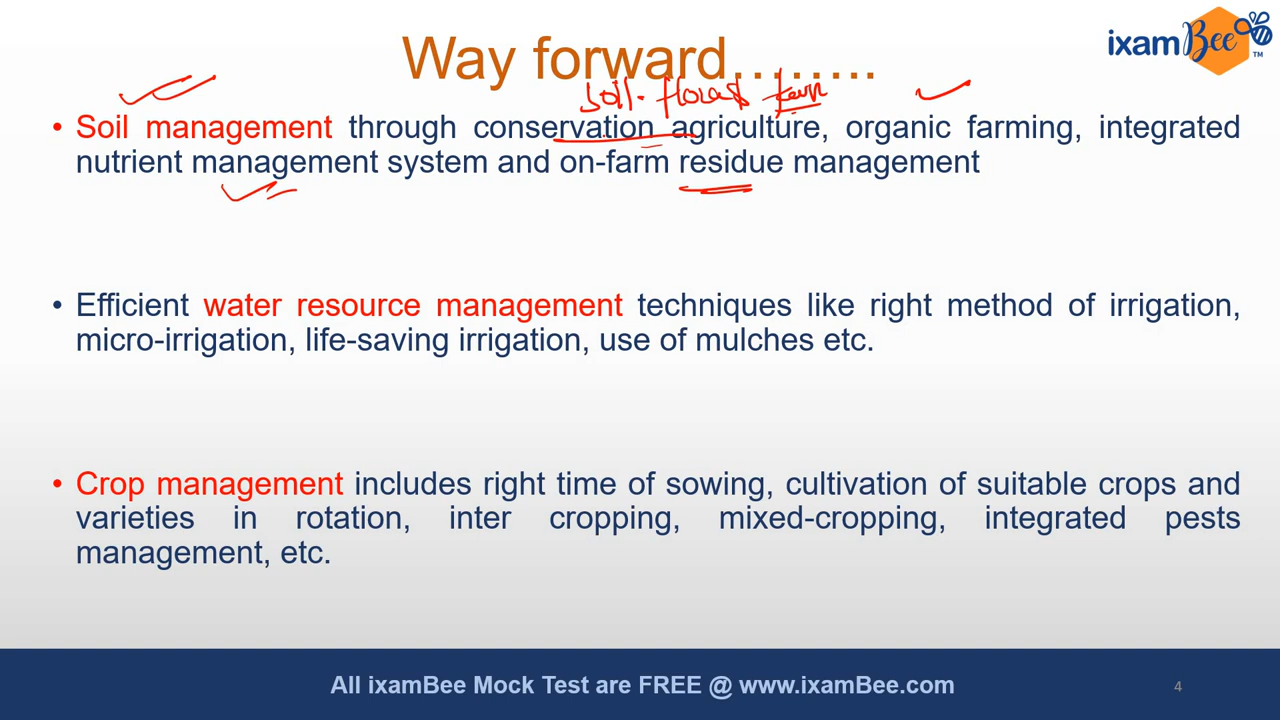 ixamBee
TM
Way forward……..
soil.
• Soil management through conservation agriculture, organic farming, integrated
nutrient management system and on-farm residue management
• Efficient water resource management techniques like right method of irrigation,
micro-irrigation, life-saving irrigation, use of mulches etc.
• Crop management includes right time of sowing, cultivation of suitable crops and
varieties in rotation, inter cropping, mixed-cropping, integrated pests
management, etc.
All ixamBee Mock Test are FREE @ www.ixamBee.com
4